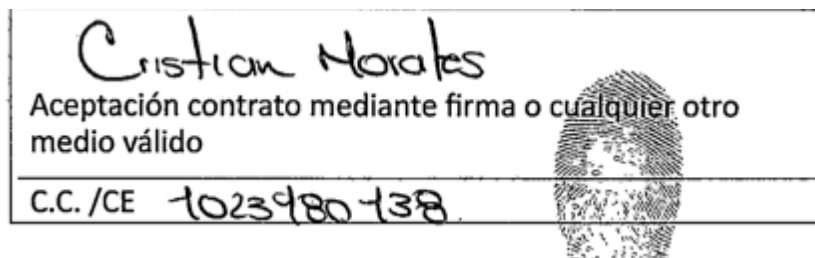 Cristian Morales
Aceptación contrato mediante firma o cualquier otro
medio válido
C.C. /CE 1023980138